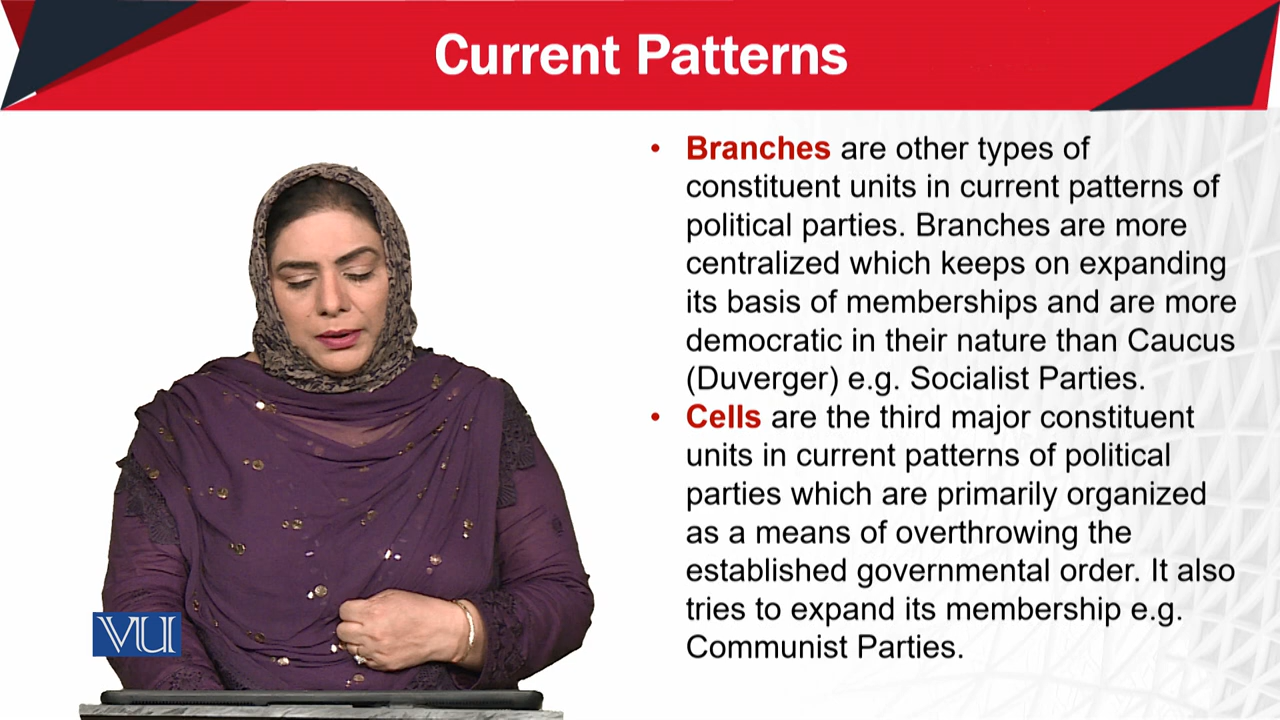 Current Patterns
• Branches are other types of
constituent units in current patterns of
political parties. Branches are more
centralized which keeps on expanding
its basis of memberships and are more
democratic in their nature than Caucus
(Duverger) e.g. Socialist Parties.
• Cells are the third major constituent
units in current patterns of political
parties which are primarily organized
as a means of overthrowing the
established governmental order. It also
tries to expand its membership e.g.
Communist Parties.
VU